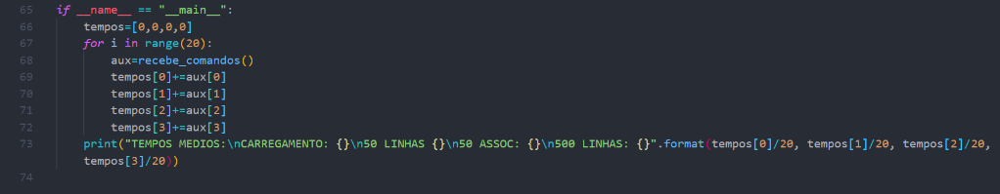 65 if __name__ == "__main__":
66 tempos=[0,0,0,0]
67 for i in range(20):
68 aux=recebe_comandos()
69 tempos[0]+=aux[0]
70 tempos[1]+=aux[1]
71 tempos[2]+=aux[2]
72 tempos[3]+=aux[3]
73 print("TEMPOS MEDIOS:\nCARREGAMENTO: {}\n50 LINHAS {}\n50 ASSOC: {}\n500 LINHAS: {}".format(tempos[0]/20, tempos[1]/20, tempos[2]/20,
tempos[3]/20))
74